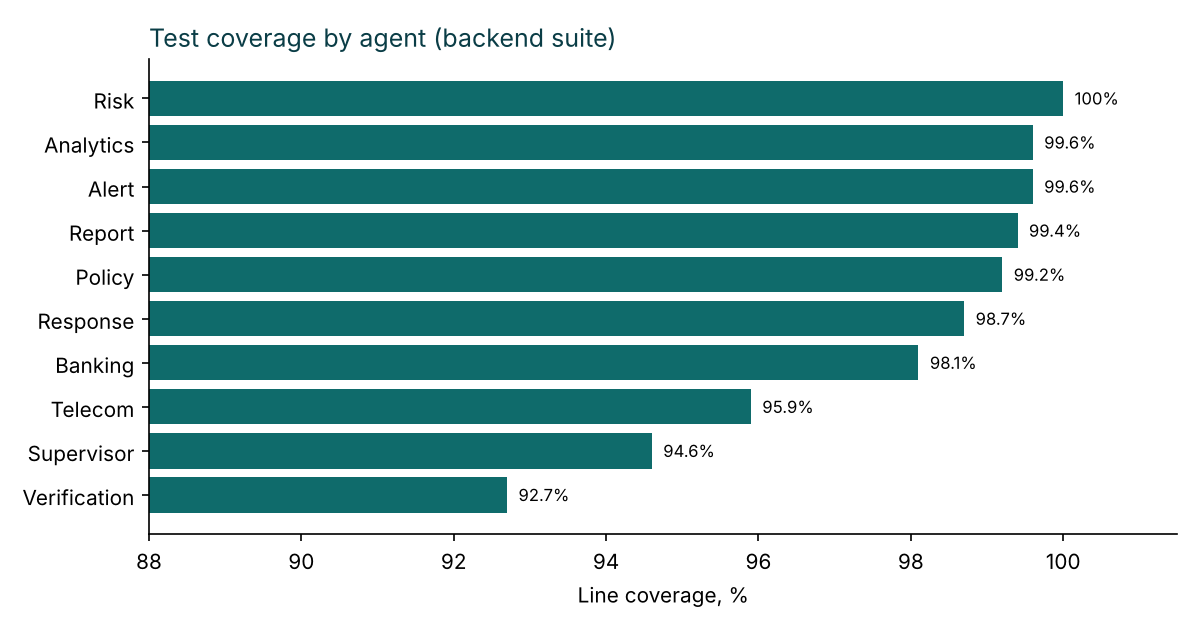 Test coverage by agent (backend suite)
Risk 100%
Analytics 99.6%
Alert 99.6%
Report 99.4%
Policy 99.2%
Response 98.7%
Banking 98.1%
Telecom 95.9%
Supervisor 94.6%
Verification 92.7%
88 90 92 94 96 98 100
Line coverage, %